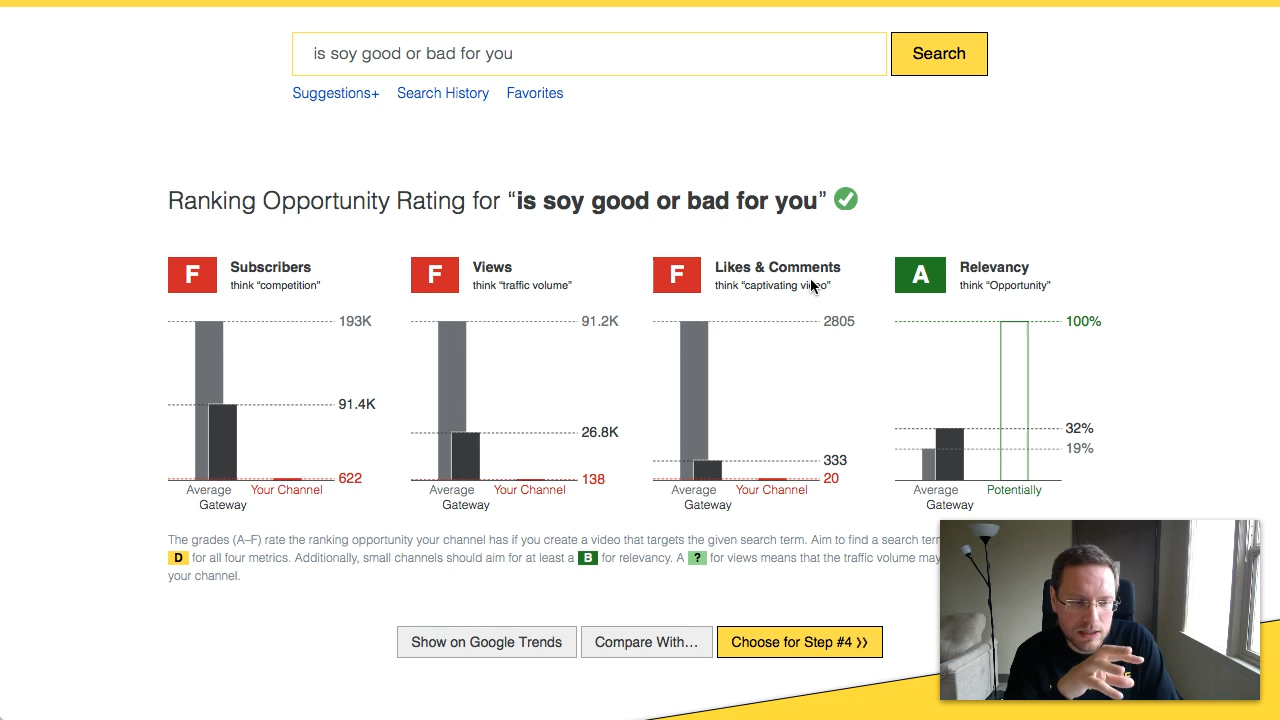 is soy good or bad for you
Search
Suggestions+ Search History Favorites
Ranking Opportunity Rating for “is soy good or bad for you”
F Subscribers
think “competition”
193K
91.4K
622
Average Your Channel
Gateway
F Views
think “traffic volume”
91.2K
26.8K
138
Average Your Channel
Gateway
F Likes & Comments
think “captivating video”
2805
333
20
Average Your Channel
Gateway
A Relevancy
think “Opportunity”
100%
32%
19%
Average Potentially
Gateway
The grades (A–F) rate the ranking opportunity your channel has if you create a video that targets the given search term. Aim to find a search
D for all four metrics. Additionally, small channels should aim for at least a B for relevancy. A ? for views means that the traffic volume may
your channel.
Show on Google Trends Compare With... Choose for Step #4 ⟩⟩